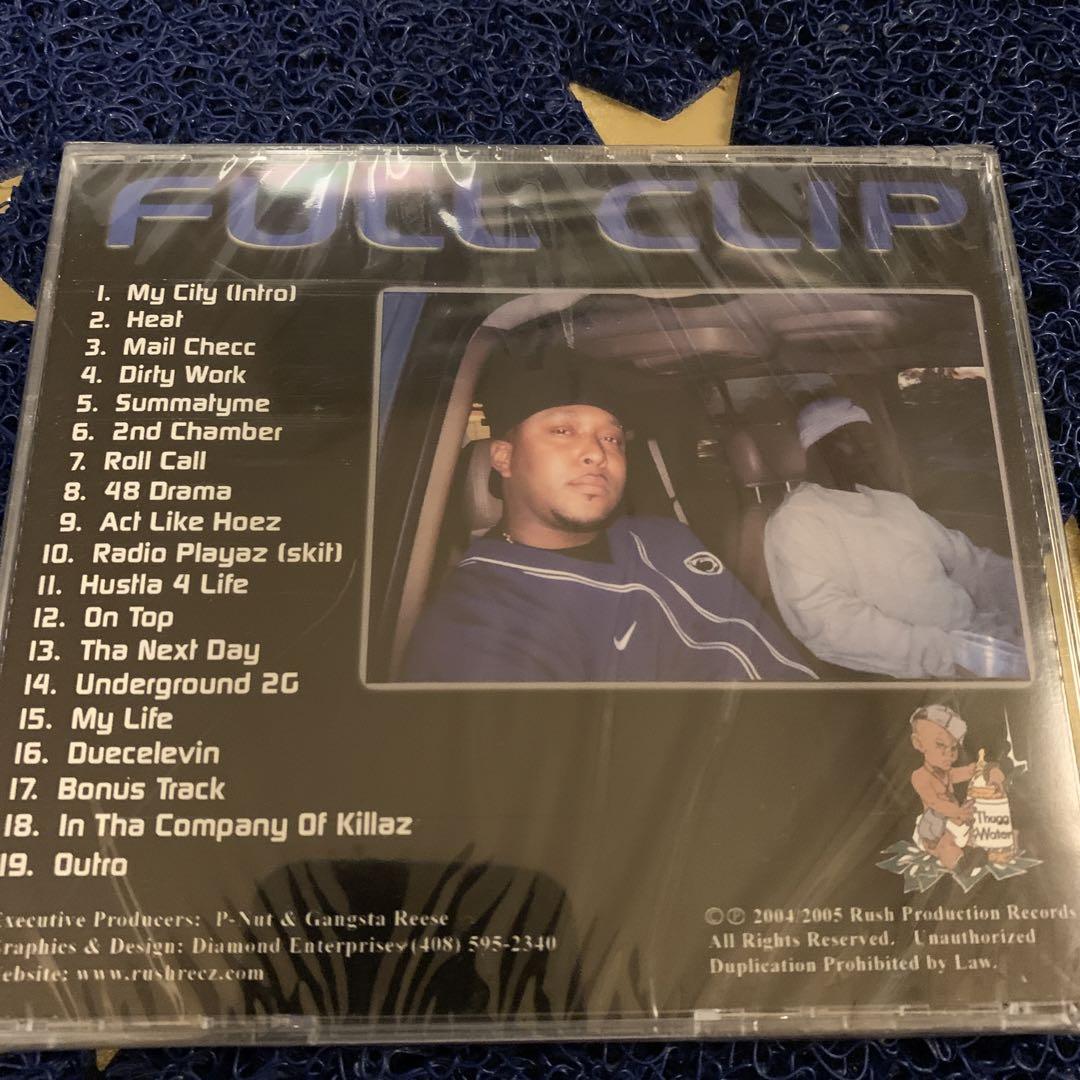 FULL CLIP
1. My City (Intro)
2. Heat
3. Mail Checc
4. Dirty Work
5. Summatyme
6. 2nd Chamber
7. Roll Call
8. 48 Drama
9. Act Like Hoez
10. Radio Playaz (skit)
11. Hustla 4 Life
12. On Top
13. Tha Next Day
14. Underground 2G
15. My Life
16. Duecelevin
17. Bonus Track
18. In Tha Company Of Killaz
19. Outro
Thugg
Water
Executive Producers: P-Nut & Gangsta Reese
Graphics & Design: Diamond Enterprises (408) 595-2340
Website: www.rushrecz.com
©℗ 2004/2005 Rush Production Records
All Rights Reserved. Unauthorized
Duplication Prohibited by Law.